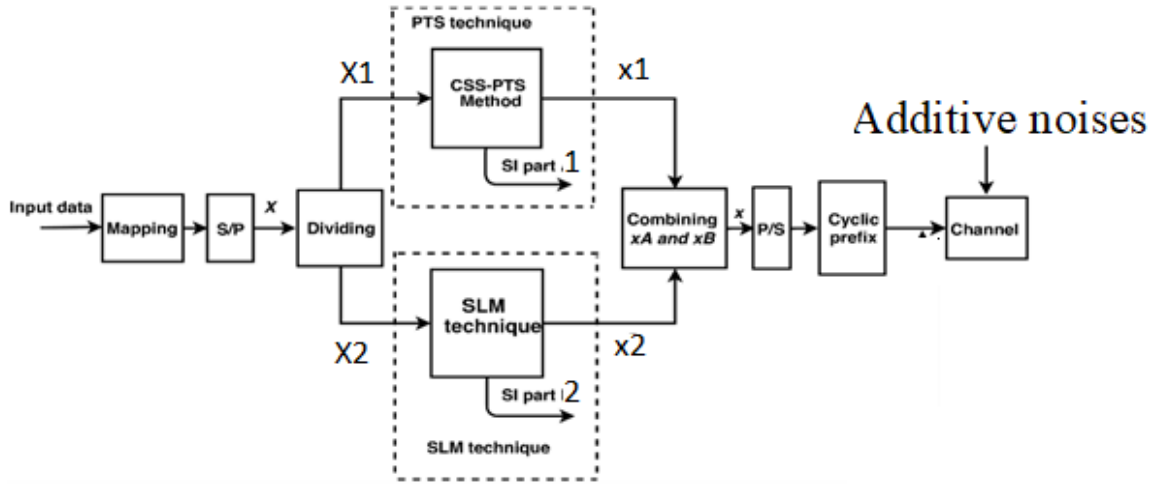 PTS technique
X1
CSS-PTS
Method
x1
SI part 1
Additive noises
Input data
Mapping
S/P
X
Dividing
Combining
xA and xB
x
P/S
Cyclic
prefix
Channel
X2
SLM
technique
x2
SI part 2
SLM technique